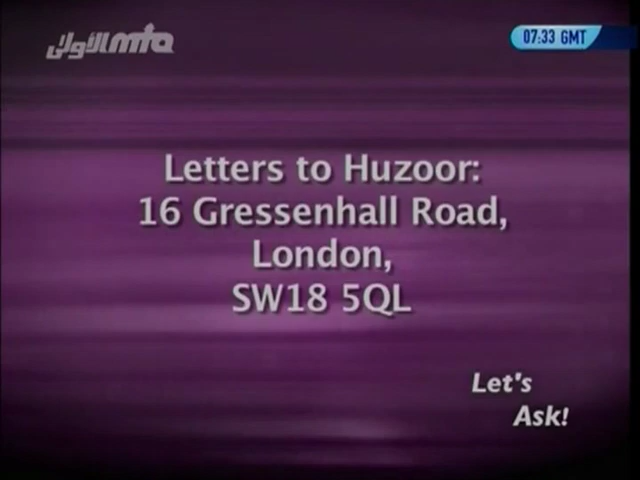 mta الأولى
07:33 GMT
Letters to Huzoor:
16 Gressenhall Road,
London,
SW18 5QL
Let's
Ask!